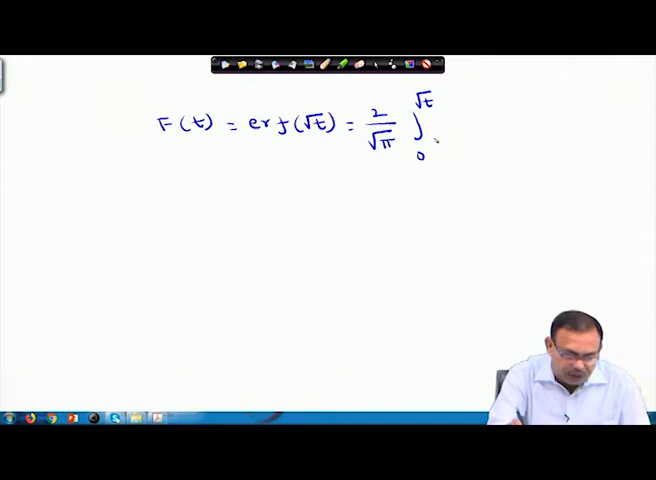 F(t) = erf(√t) = 2/√π ∫₀^√t